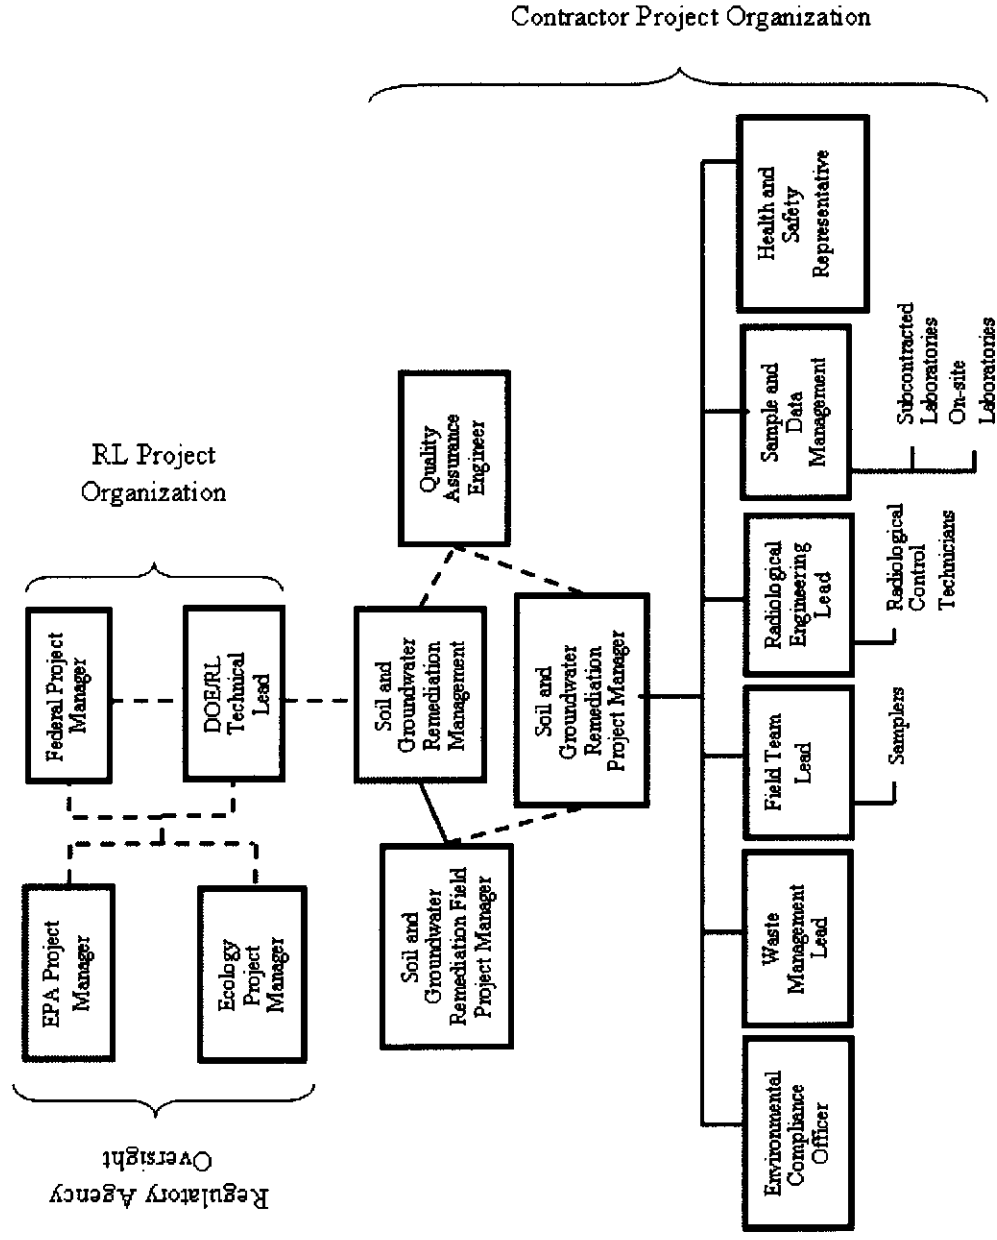 Contractor Project Organization
RL Project
Organization
Regulatory Agency
Oversight
EPA Project
Manager
Federal Project
Manager
Ecology
Project
Manager
DOE/RL
Technical
Lead
Soil and
Groundwater
Remediation Field
Project Manager
Soil and
Groundwater
Remediation
Management
Quality
Assurance
Engineer
Soil and
Groundwater
Remediation
Project Manager
Environmental
Compliance
Officer
Waste
Management
Lead
Field Team
Lead
Samplers
Radiological
Engineering
Lead
Radiological
Control
Technicians
Sample and
Data
Management
Subcontracted
Laboratories
On-site
Laboratories
Health and
Safety
Representative